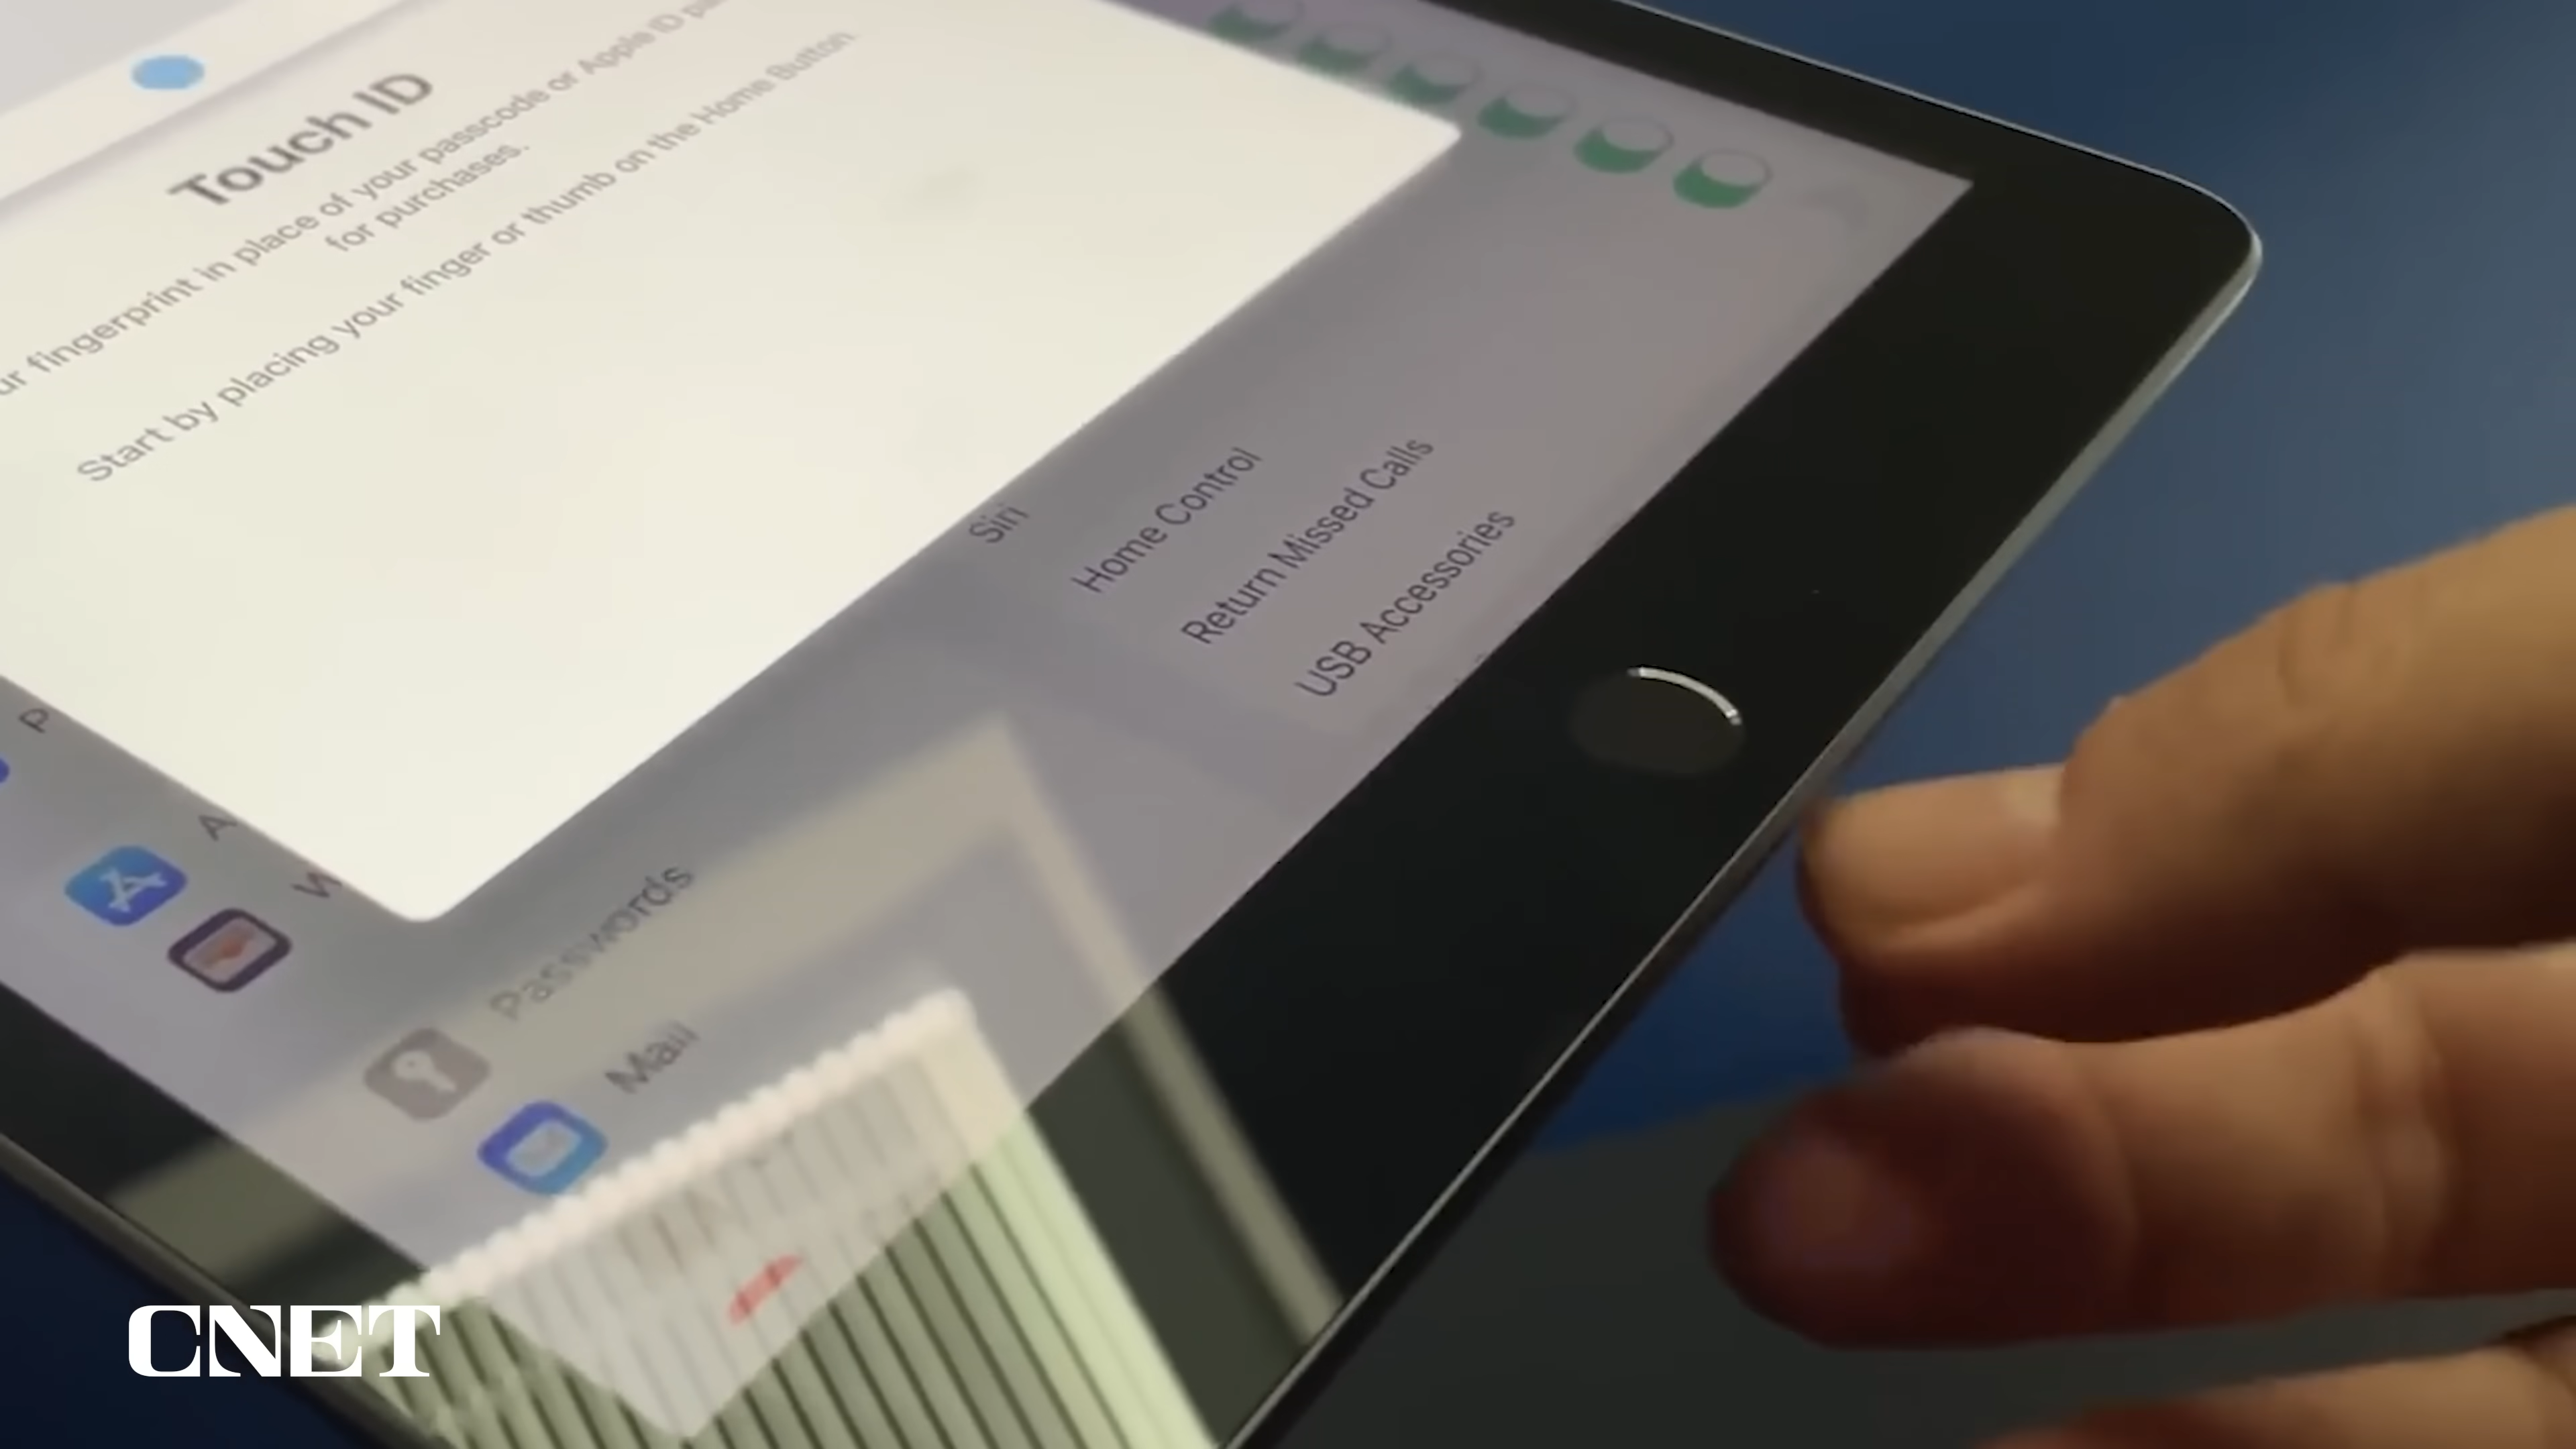 Touch ID
fingerprint in place of your passcode or Apple ID
for purchases.
Start by placing your finger or thumb on the Home Button.
Siri
Home Control
Return Missed Calls
USB Accessories
P
A
W
Passwords
Mail
CNET